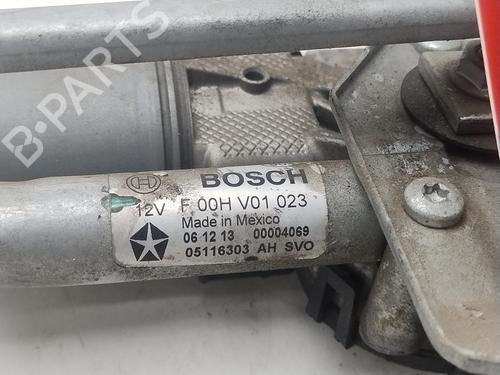 B-PARTS
BOSCH
12V F 00H V01 023
Made in Mexico
06 12 13 00004069
05116303 AH SVO